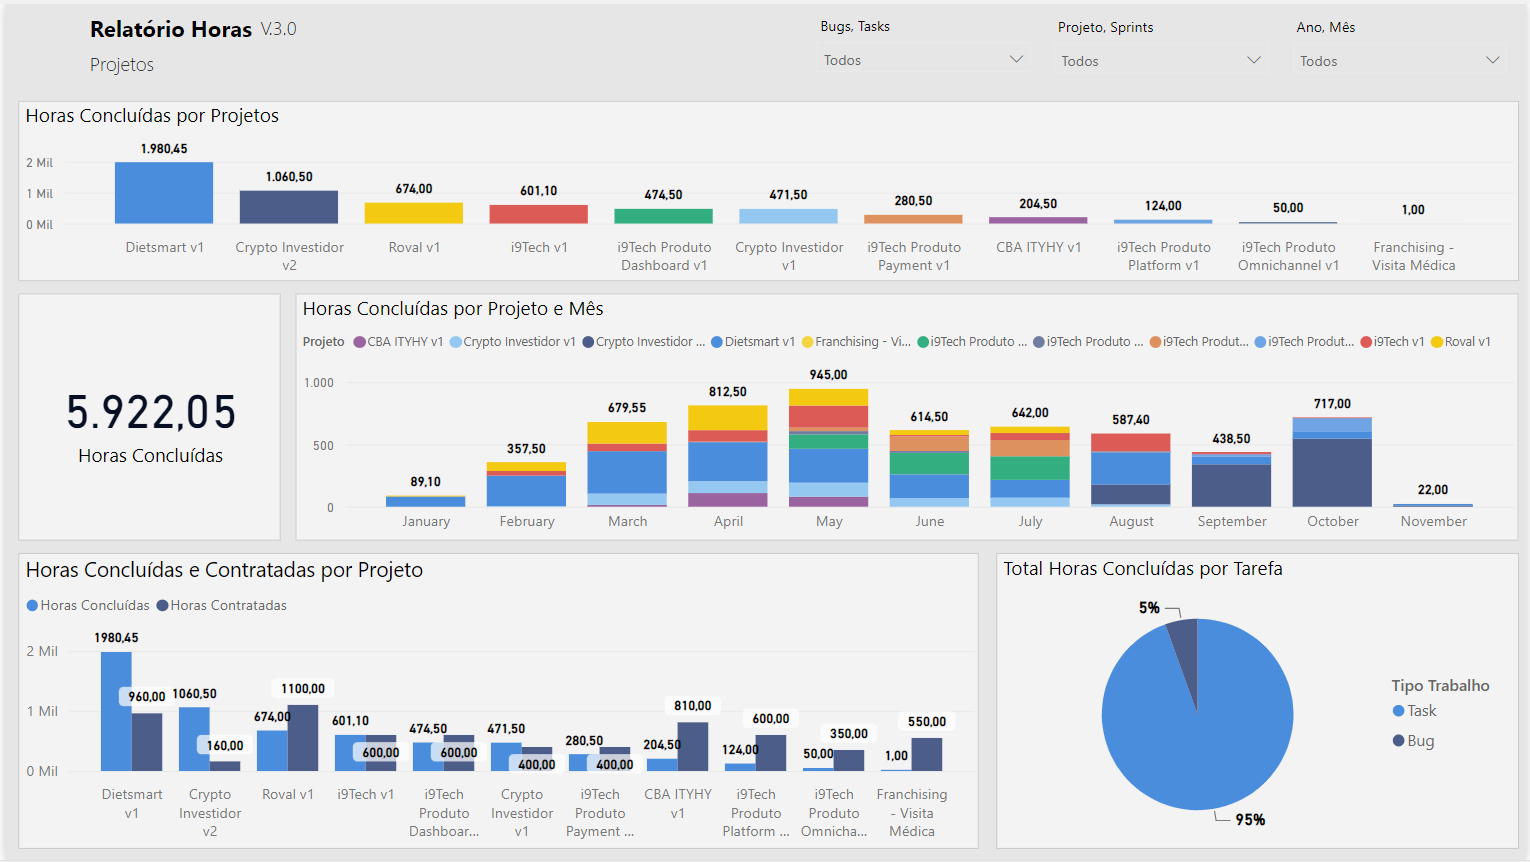 Relatório Horas V.3.0
Projetos
Bugs, Tasks
Todos
Projeto, Sprints
Todos
Ano, Mês
Todos
Horas Concluídas por Projetos
2 Mil
1 Mil
0 Mil
1.980,45
1.060,50
674,00
601,10
474,50
471,50
280,50
204,50
124,00
50,00
1,00
Dietsmart v1
Crypto Investidor
v2
Roval v1
i9Tech v1
i9Tech Produto
Dashboard v1
Crypto Investidor
v1
i9Tech Produto
Payment v1
CBA ITYHY v1
i9Tech Produto
Platform v1
i9Tech Produto
Omnichannel v1
Franchising -
Visita Médica
5.922,05
Horas Concluídas
Horas Concluídas por Projeto e Mês
Projeto CBA ITYHY v1 Crypto Investidor v1 Crypto Investidor ... Dietsmart v1 Franchising - Vi... i9Tech Produto ... i9Tech Produto ... i9Tech Produt... i9Tech Produt... i9Tech v1 Roval v1
1.000
500
0
89,10
357,50
679,55
812,50
945,00
614,50
642,00
587,40
438,50
717,00
22,00
January February March April May June July August September October November
Horas Concluídas e Contratadas por Projeto
Horas Concluídas Horas Contratadas
2 Mil
1 Mil
0 Mil
1980,45
960,00
1060,50
160,00
674,00
1100,00
601,10
600,00
474,50
600,00
471,50
400,00
280,50
400,00
204,50
810,00
124,00
600,00
50,00
350,00
1,00
550,00
Dietsmart
v1
Crypto
Investidor
v2
Roval v1
i9Tech v1
i9Tech
Produto
Dashboar...
Crypto
Investidor
v1
i9Tech
Produto
Payment ...
CBA ITYHY
v1
i9Tech
Produto
Platform ...
i9Tech
Produto
Omnicha...
Franchising
- Visita
Médica
Total Horas Concluídas por Tarefa
5%
95%
Tipo Trabalho
Task
Bug